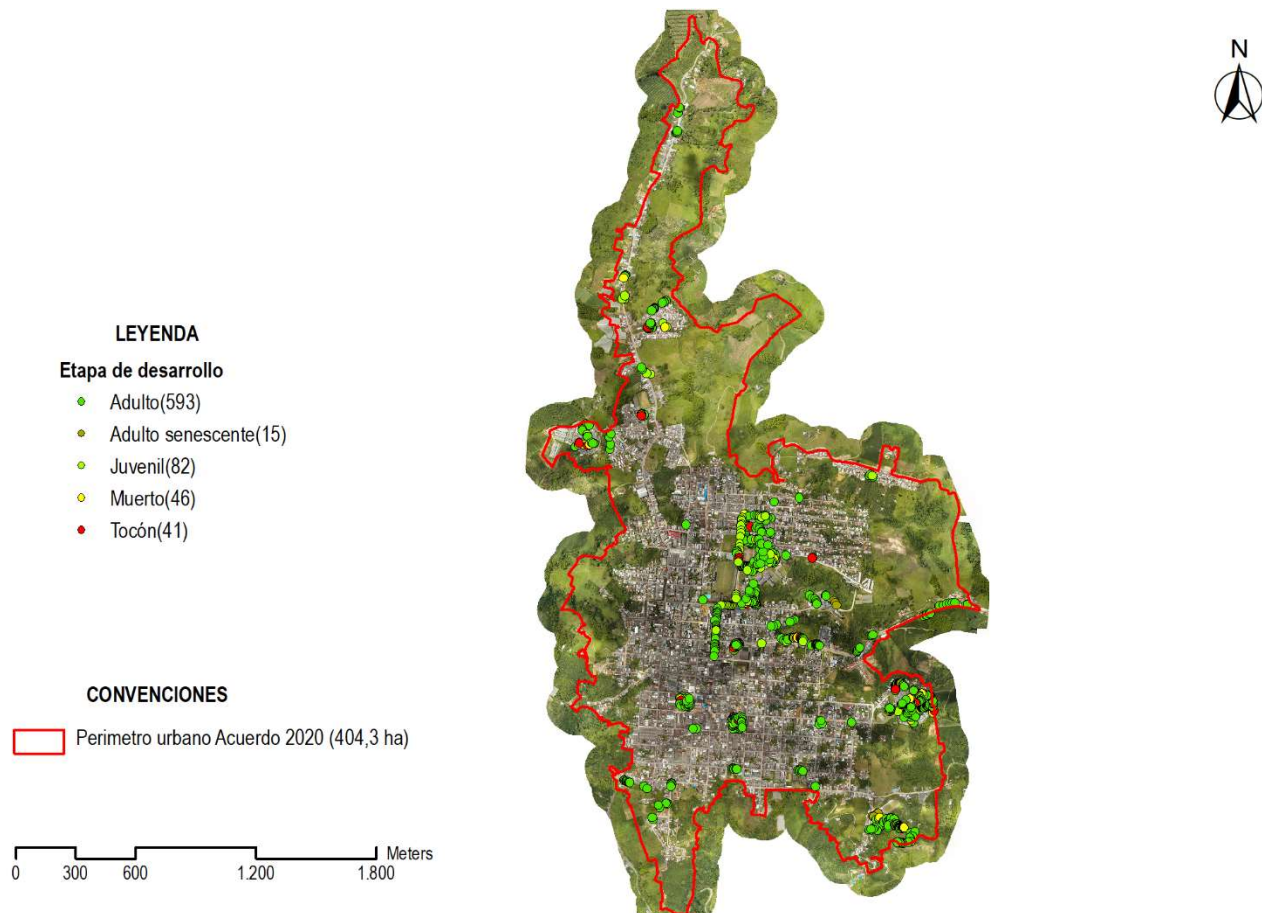 N
LEYENDA
Etapa de desarrollo
Adulto(593)
Adulto senescente(15)
Juvenil(82)
Muerto(46)
Tocón(41)
CONVENCIONES
Perimetro urbano Acuerdo 2020 (404,3 ha)
Meters
0 300 600 1.200 1.800